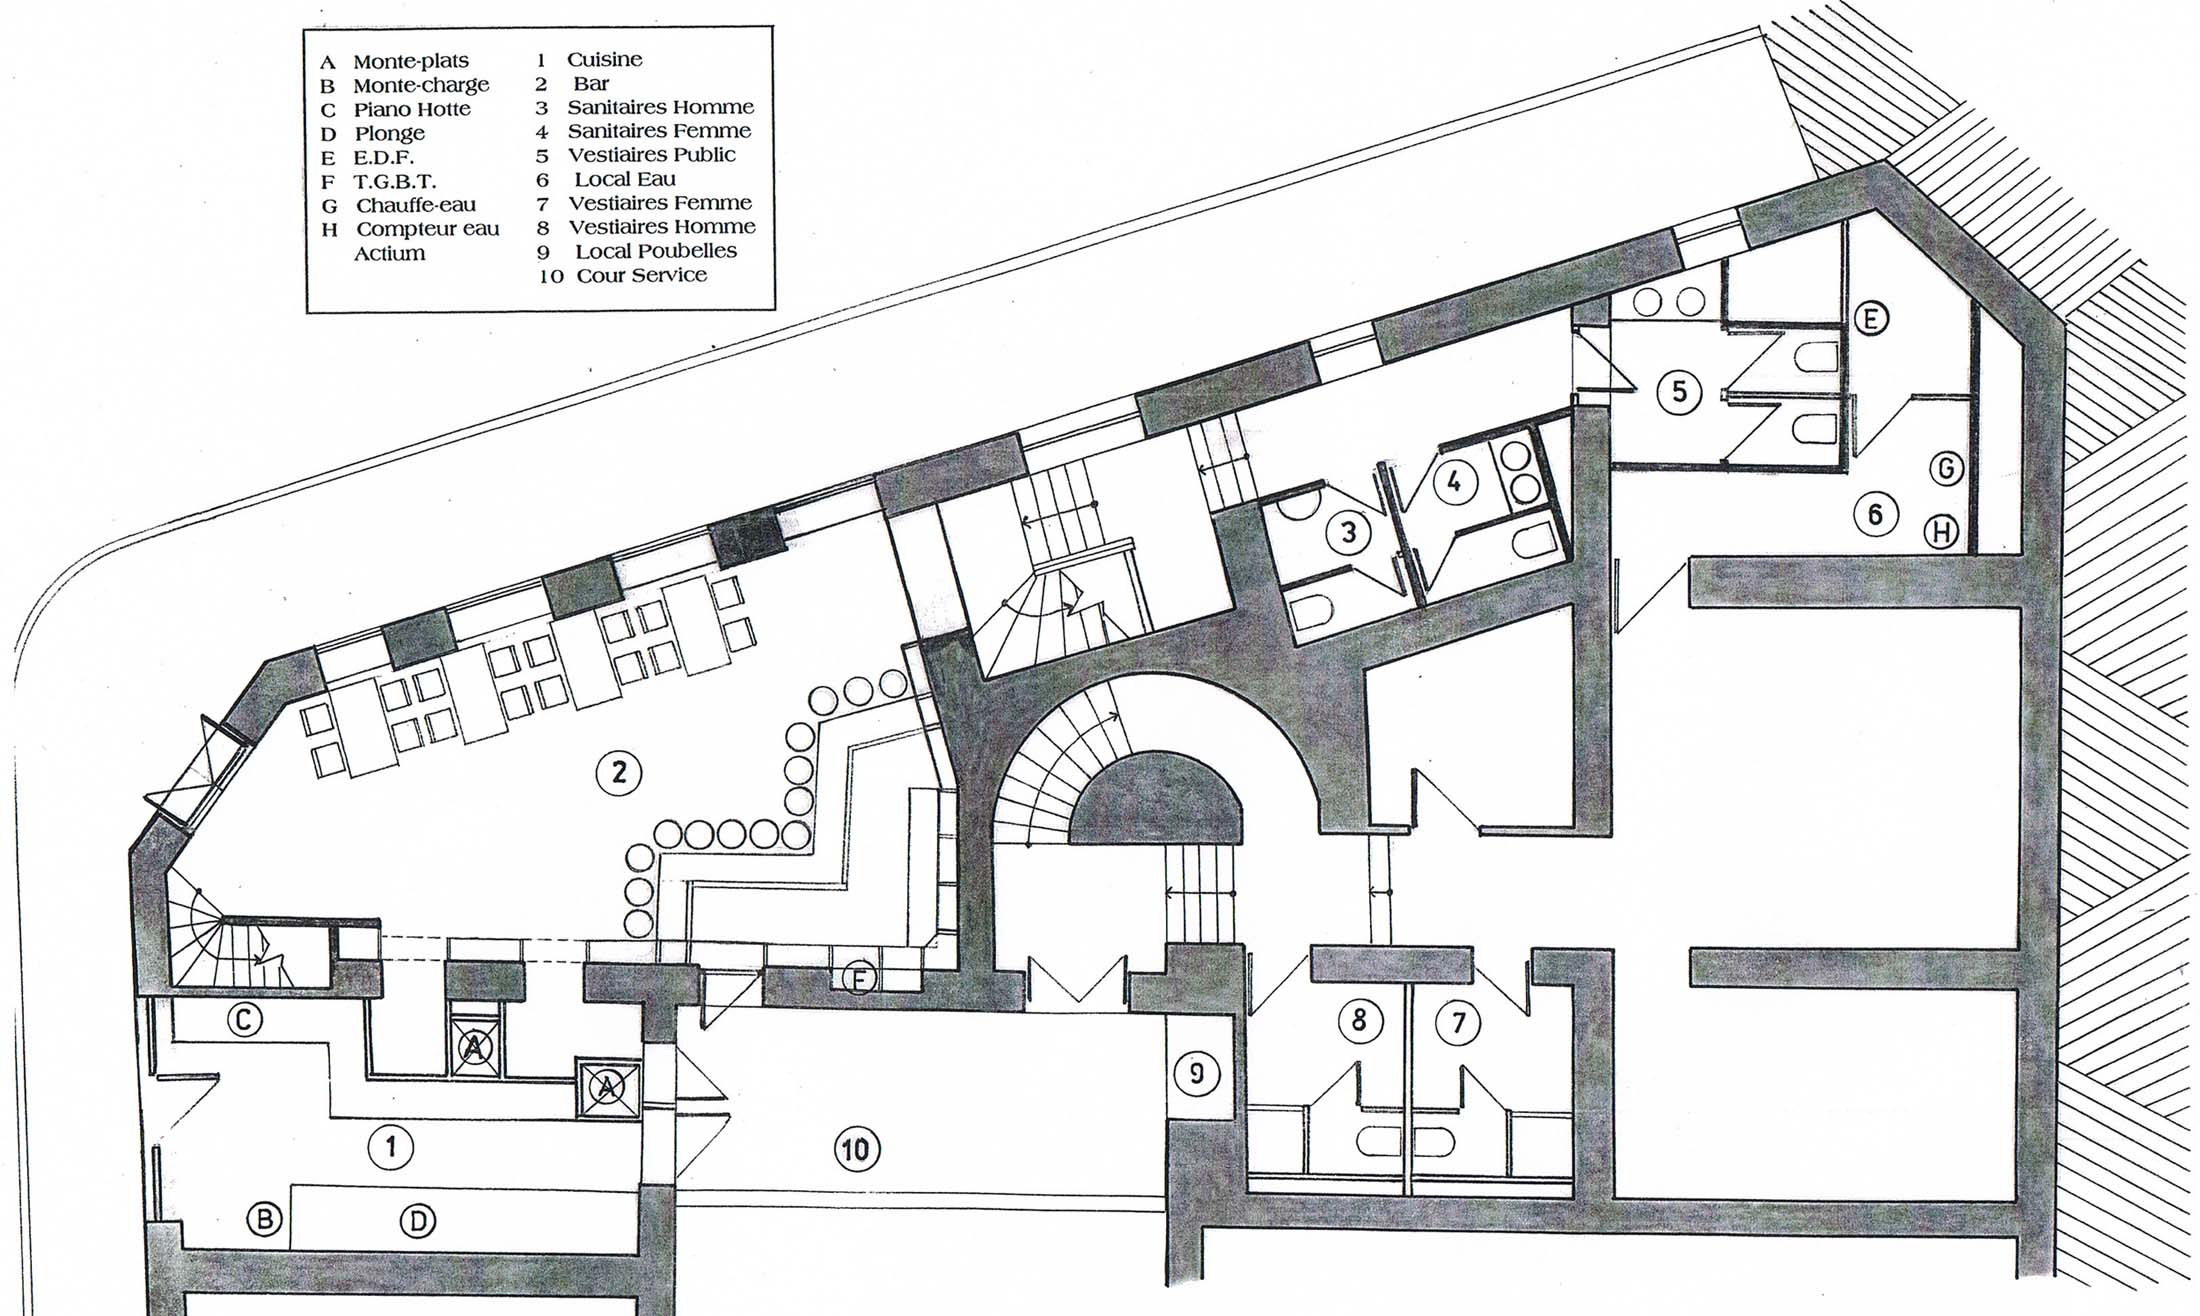 A Monte-plats 1 Cuisine
B Monte-charge 2 Bar
C Piano Hotte 3 Sanitaires Homme
D Plonge 4 Sanitaires Femme
E E.D.F. 5 Vestiaires Public
F T.G.B.T. 6 Local Eau
G Chauffe-eau 7 Vestiaires Femme
H Compteur eau 8 Vestiaires Homme
Actium 9 Local Poubelles
10 Cour Service
E
5
4
G
6
H
3
2
F
C
A
8
7
A
9
1
10
B
D